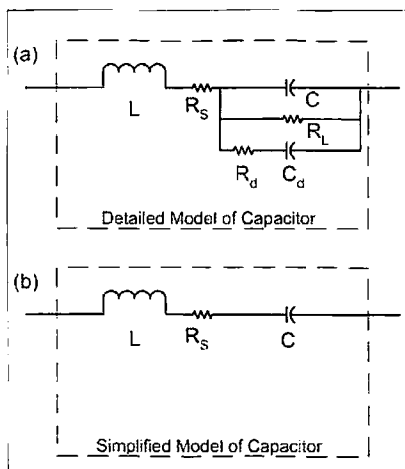 (a)
L
R_S
C
R_L
R_d
C_d
Detailed Model of Capacitor
(b)
L
R_S
C
Simplified Model of Capacitor